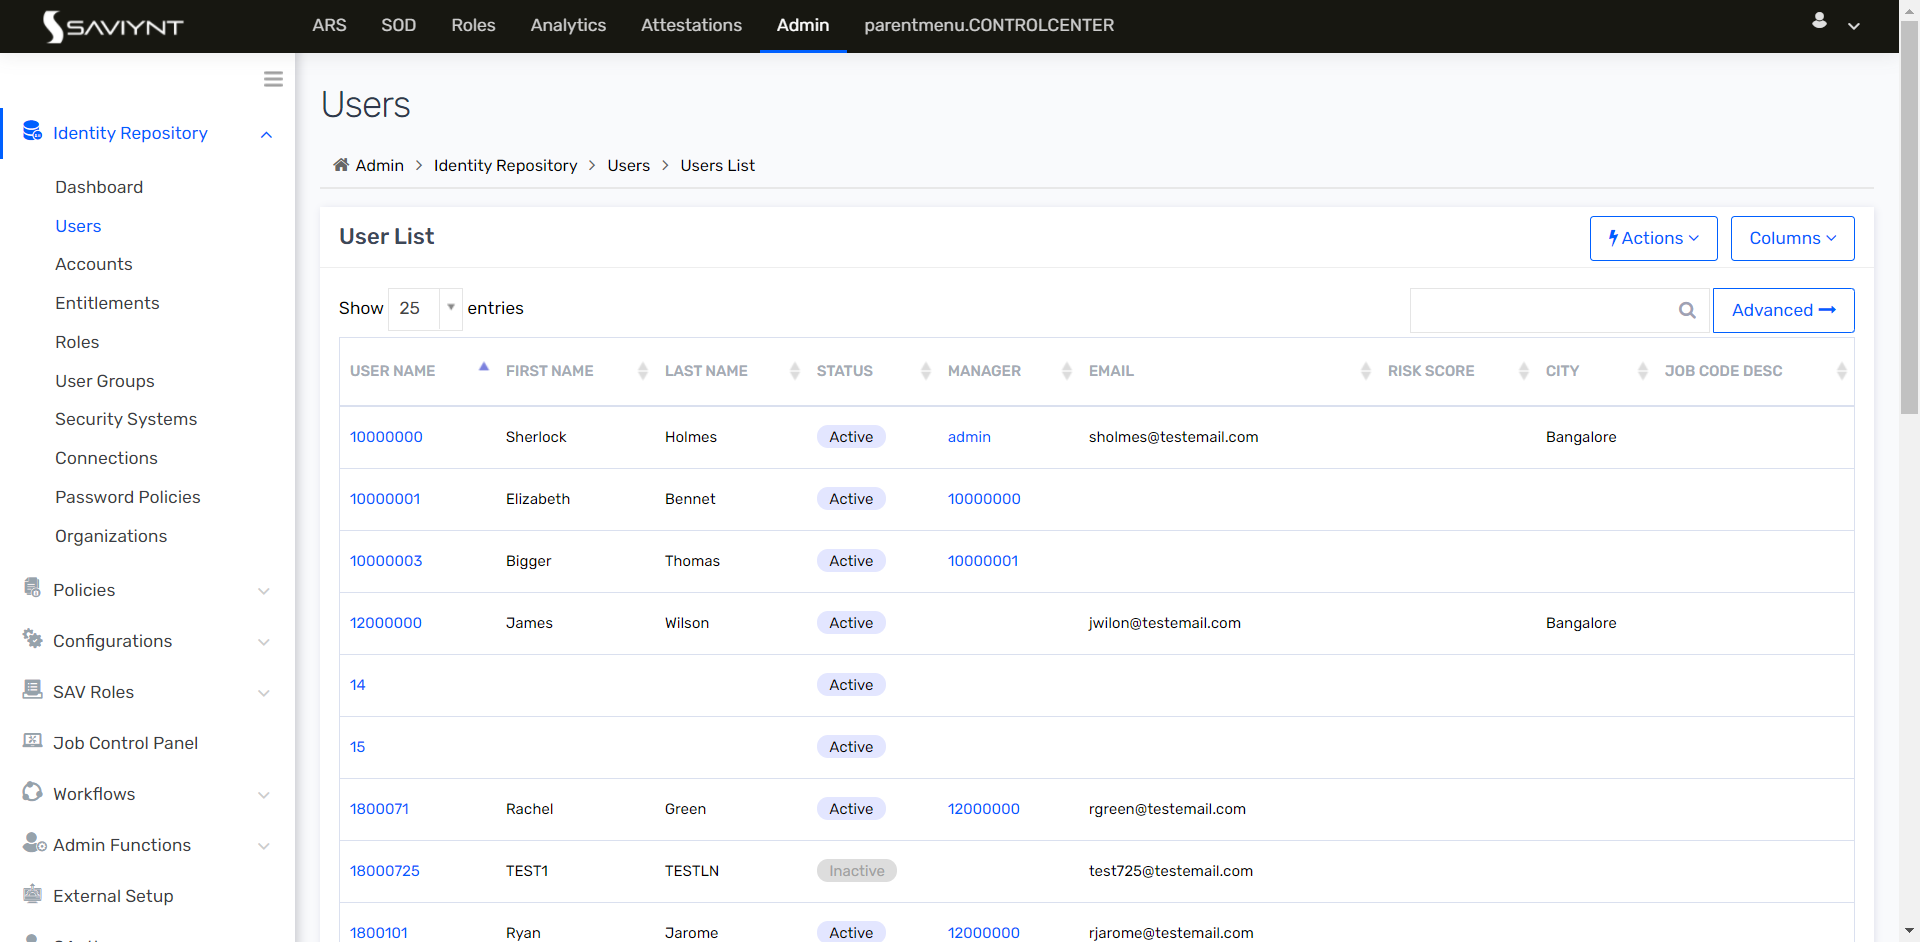 SAVIYNT
ARS SOD Roles Analytics Attestations Admin parentmenu.CONTROLCENTER
Identity Repository
Dashboard
Users
Accounts
Entitlements
Roles
User Groups
Security Systems
Connections
Password Policies
Organizations
Policies
Configurations
SAV Roles
Job Control Panel
Workflows
Admin Functions
External Setup
Users
Admin > Identity Repository > Users > Users List
User List
Actions Columns
Show 25 entries
Advanced
USER NAME FIRST NAME LAST NAME STATUS MANAGER EMAIL RISK SCORE CITY JOB CODE DESC
10000000 Sherlock Holmes Active admin sholmes@testemail.com Bangalore
10000001 Elizabeth Bennet Active 10000000
10000003 Bigger Thomas Active 10000001
12000000 James Wilson Active jwilon@testemail.com Bangalore
14 Active
15 Active
1800071 Rachel Green Active 12000000 rgreen@testemail.com
18000725 TEST1 TESTLN Inactive test725@testemail.com
1800101 Ryan Jarome Active 12000000 rjarome@testemail.com